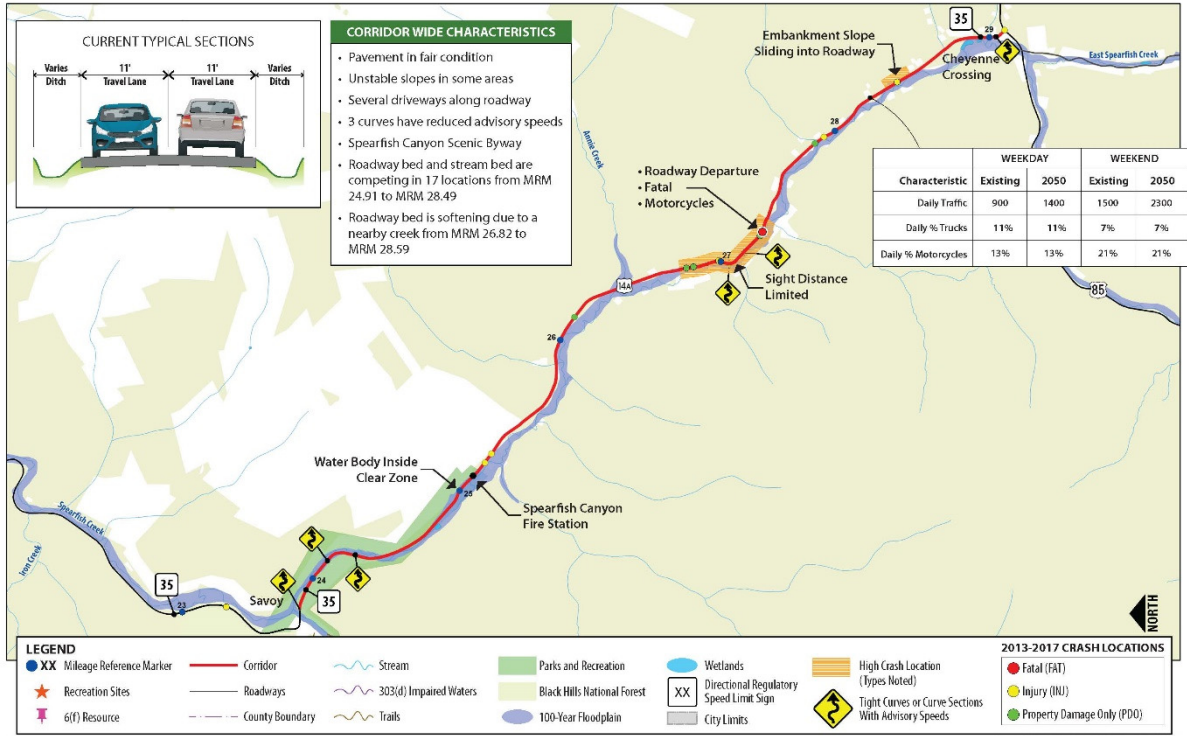 CURRENT TYPICAL SECTIONS
Varies
11'
11'
Varies
Ditch
Travel Lane
Travel Lane
Ditch
CORRIDOR WIDE CHARACTERISTICS
• Pavement in fair condition
• Unstable slopes in some areas
• Several driveways along roadway
• 3 curves have reduced advisory speeds
• Spearfish Canyon Scenic Byway
• Roadway bed and stream bed are
competing in 17 locations from MRM
24.91 to MRM 28.49
• Roadway bed is softening due to a
nearby creek from MRM 26.82 to
MRM 28.59
Embankment Slope
Sliding into Roadway
35
29
Cheyenne
Crossing
East Spearfish Creek
28
Annie Creek
• Roadway Departure
• Fatal
• Motorcycles
WEEKDAY WEEKEND
Characteristic Existing 2050 Existing 2050
Daily Traffic 900 1400 1500 2300
Daily % Trucks 11% 11% 7% 7%
Daily % Motorcycles 13% 13% 21% 21%
27
Sight Distance
Limited
14A
85
26
Water Body Inside
Clear Zone
25
Spearfish Canyon
Fire Station
Spearfish Creek
Iron Creek
24
35
Savoy
35
23
NORTH
LEGEND
XX Mileage Reference Marker
Recreation Sites
6(f) Resource
Corridor
Roadways
County Boundary
Stream
303(d) Impaired Waters
Trails
Parks and Recreation
Black Hills National Forest
100-Year Floodplain
Wetlands
XX Directional Regulatory
Speed Limit Sign
City Limits
High Crash Location
(Types Noted)
Tight Curves or Curve Sections
With Advisory Speeds
2013-2017 CRASH LOCATIONS
Fatal (FAT)
Injury (INJ)
Property Damage Only (PDO)